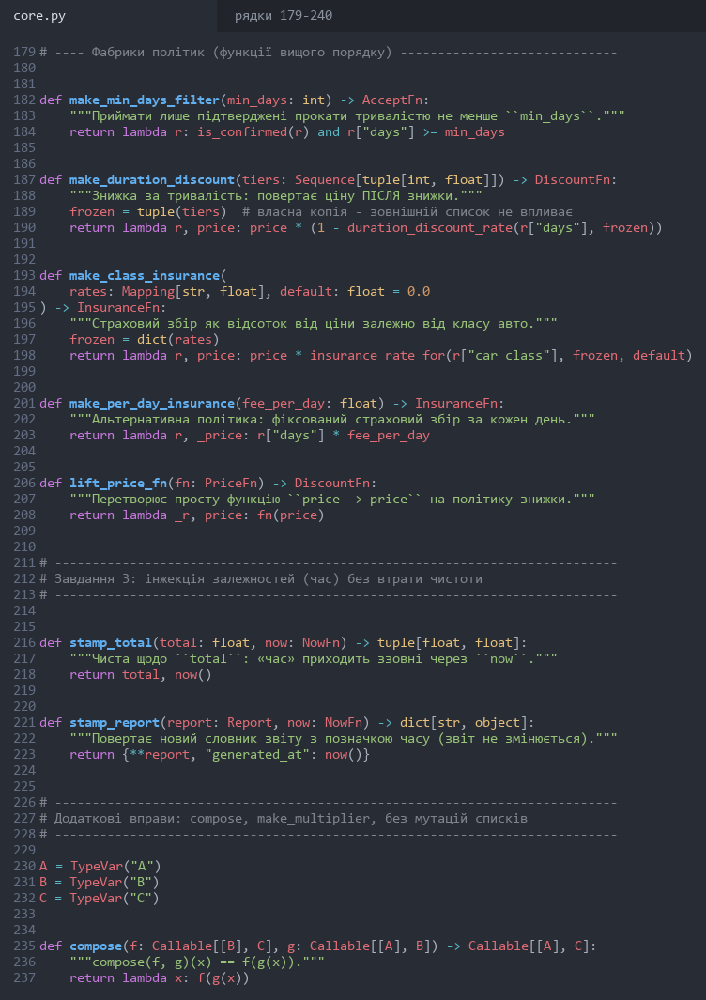 core.py рядки 179-240
179 # ---- Фабрики політик (функції вищого порядку) -----------------------------
180
181
182 def make_min_days_filter(min_days: int) -> AcceptFn:
183     """Приймати лише підтверджені прокати тривалістю не менше ``min_days``."""
184     return lambda r: is_confirmed(r) and r["days"] >= min_days
185
186
187 def make_duration_discount(tiers: Sequence[tuple[int, float]]) -> DiscountFn:
188     """Знижка за тривалість: повертає ціну ПІСЛЯ знижки."""
189     frozen = tuple(tiers)  # власна копія - зовнішній список не впливає
190     return lambda r, price: price * (1 - duration_discount_rate(r["days"], frozen))
191
192
193 def make_class_insurance(
194     rates: Mapping[str, float], default: float = 0.0
195 ) -> InsuranceFn:
196     """Страховий збір як відсоток від ціни залежно від класу авто."""
197     frozen = dict(rates)
198     return lambda r, price: price * insurance_rate_for(r["car_class"], frozen, default)
199
200
201 def make_per_day_insurance(fee_per_day: float) -> InsuranceFn:
202     """Альтернативна політика: фіксований страховий збір за кожен день."""
203     return lambda r, _price: r["days"] * fee_per_day
204
205
206 def lift_price_fn(fn: PriceFn) -> DiscountFn:
207     """Перетворює просту функцію ``price -> price`` на політику знижки."""
208     return lambda _r, price: fn(price)
209
210
211 # ---------------------------------------------------------------------------
212 # Завдання 3: інжекція залежностей (час) без втрати чистоти
213 # ---------------------------------------------------------------------------
214
215
216 def stamp_total(total: float, now: NowFn) -> tuple[float, float]:
217     """Чиста щодо ``total``: «час» приходить ззовні через ``now``."""
218     return total, now()
219
220
221 def stamp_report(report: Report, now: NowFn) -> dict[str, object]:
222     """Повертає новий словник звіту з позначкою часу (звіт не змінюється)."""
223     return {**report, "generated_at": now()}
224
225
226 # ---------------------------------------------------------------------------
227 # Додаткові вправи: compose, make_multiplier, без мутацій списків
228 # ---------------------------------------------------------------------------
229
230 A = TypeVar("A")
231 B = TypeVar("B")
232 C = TypeVar("C")
233
234
235 def compose(f: Callable[[B], C], g: Callable[[A], B]) -> Callable[[A], C]:
236     """compose(f, g)(x) == f(g(x))."""
237     return lambda x: f(g(x))